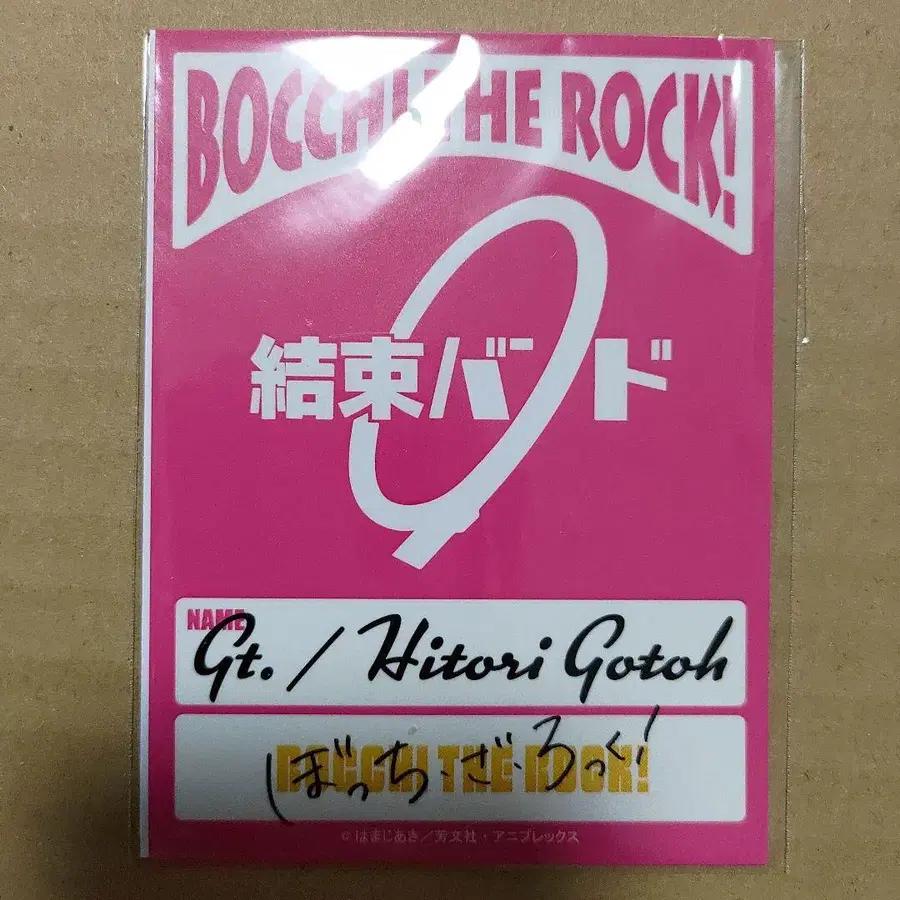 BOCCHI THE ROCK!
結束バンド
NAME
Gt. / Hitori Gotoh
BOCCHI THE ROCK!
ぼっち・ざ・ろっく!
©はまじあき/芳文社・アニプレックス